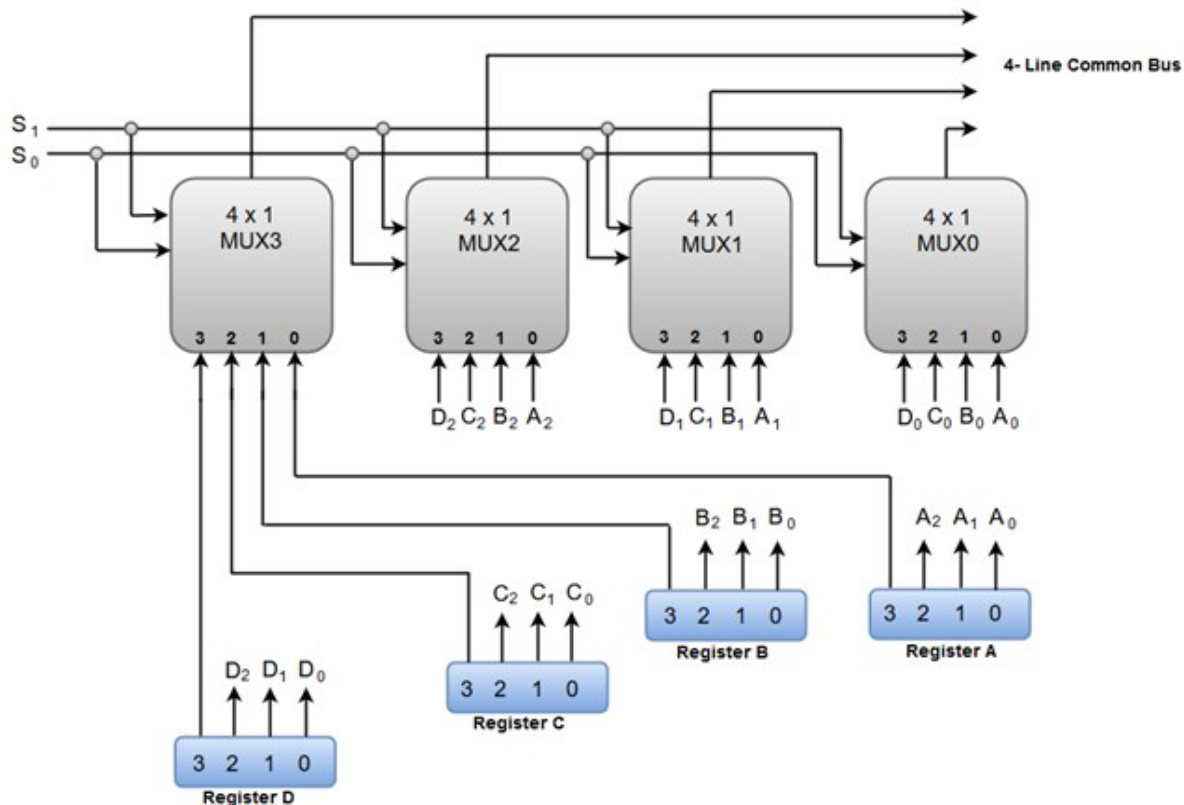 4- Line Common Bus
S₁
S₀
4 x 1
MUX3
4 x 1
MUX2
4 x 1
MUX1
4 x 1
MUX0
3 2 1 0
3 2 1 0
3 2 1 0
3 2 1 0
D₂ C₂ B₂ A₂
D₁ C₁ B₁ A₁
D₀ C₀ B₀ A₀
B₂ B₁ B₀
A₂ A₁ A₀
3 2 1 0
Register B
3 2 1 0
Register A
C₂ C₁ C₀
3 2 1 0
Register C
D₂ D₁ D₀
3 2 1 0
Register D